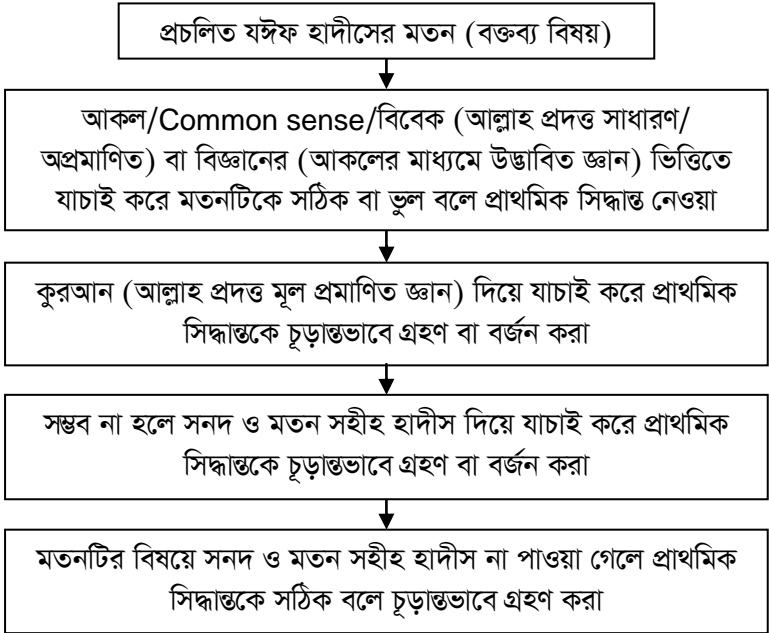 প্রচলিত যঈফ হাদীসের মতন (বক্তব্য বিষয়)
আকল/Common sense/বিবেক (আল্লাহ প্রদত্ত সাধারণ/
অপ্রমাণিত) বা বিজ্ঞানের (আকলের মাধ্যমে উদ্ভাবিত জ্ঞান) ভিত্তিতে
যাচাই করে মতনটিকে সঠিক বা ভুল বলে প্রাথমিক সিদ্ধান্ত নেওয়া
কুরআন (আল্লাহ প্রদত্ত মূল প্রমাণিত জ্ঞান) দিয়ে যাচাই করে প্রাথমিক
সিদ্ধান্তকে চূড়ান্তভাবে গ্রহণ বা বর্জন করা
সম্ভব না হলে সনদ ও মতন সহীহ হাদীস দিয়ে যাচাই করে প্রাথমিক
সিদ্ধান্তকে চূড়ান্তভাবে গ্রহণ বা বর্জন করা
মতনটির বিষয়ে সনদ ও মতন সহীহ হাদীস না পাওয়া গেলে প্রাথমিক
সিদ্ধান্তকে সঠিক বলে চূড়ান্তভাবে গ্রহণ করা